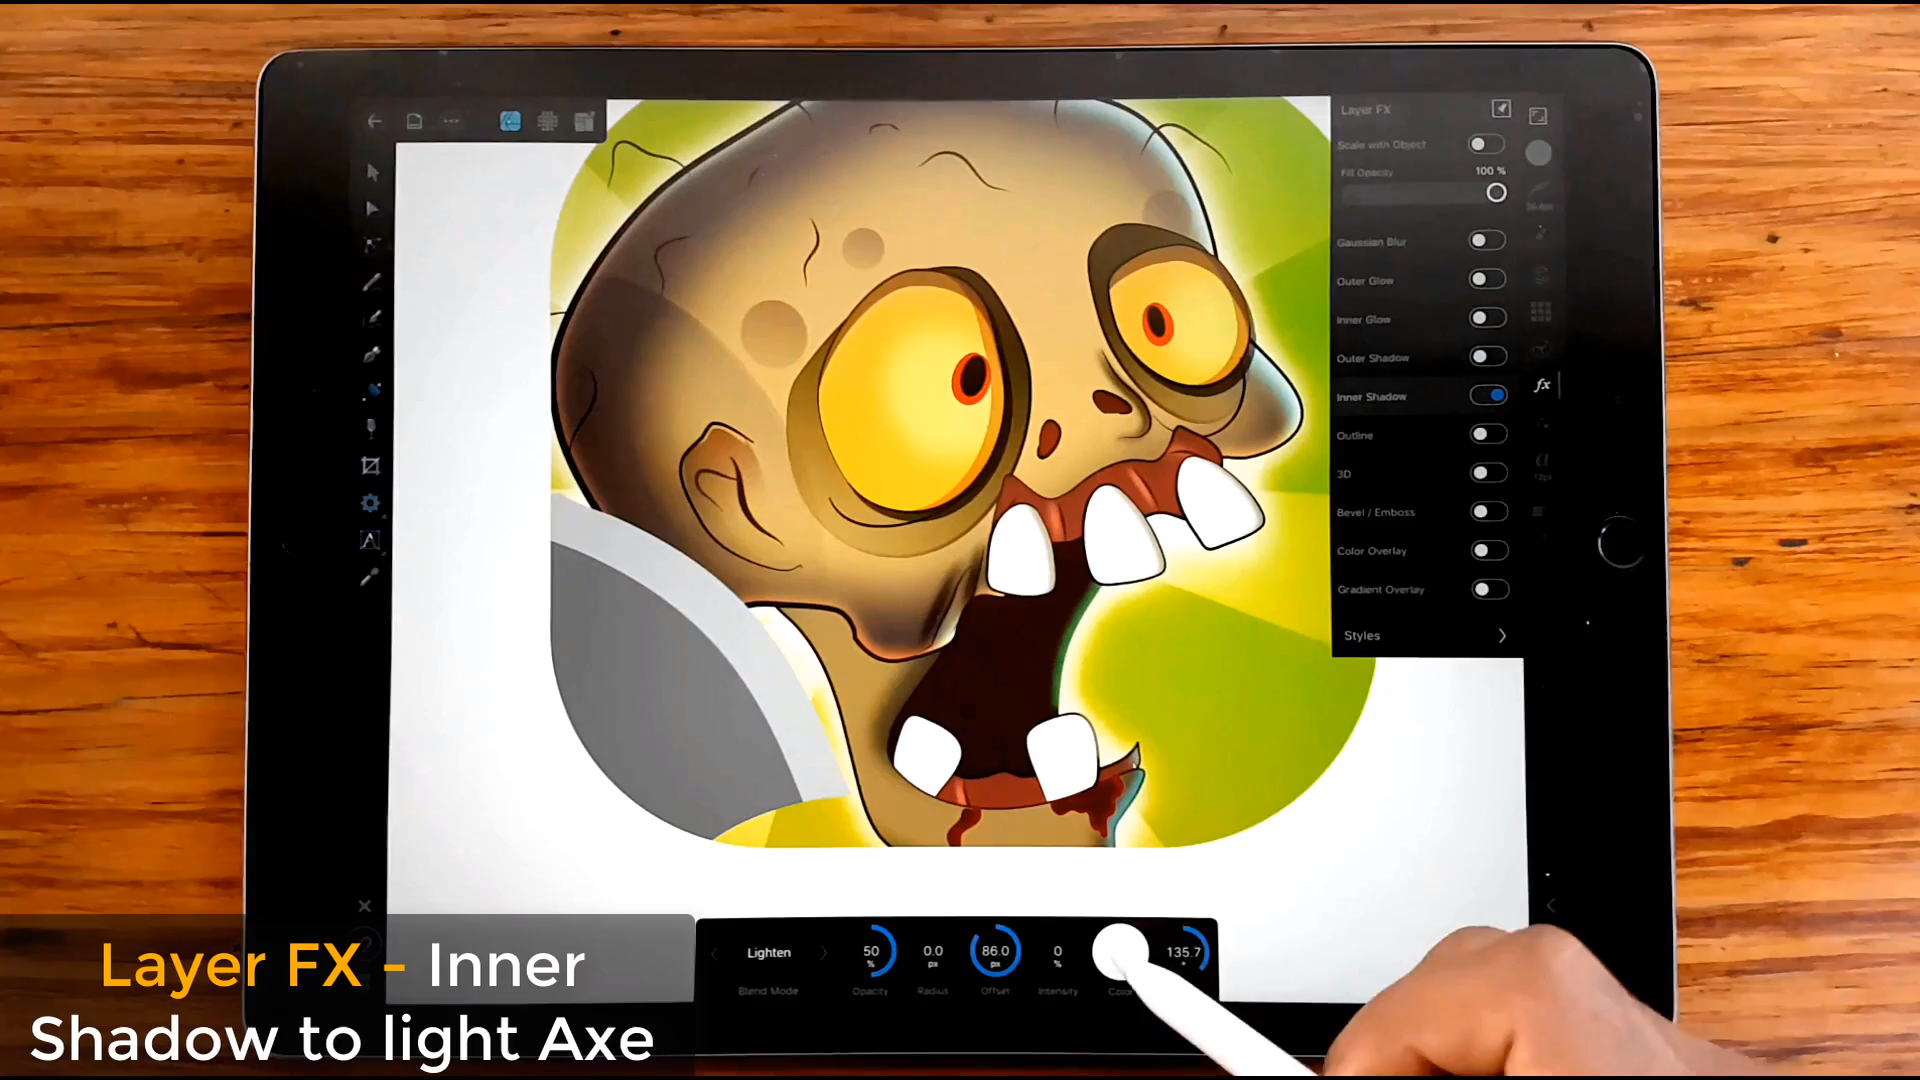 Layer FX
Scale with Object
Fill Opacity 100 %
Gaussian Blur
Outer Glow
Inner Glow
Outer Shadow
Inner Shadow
fx
Outline
3D
Bevel / Emboss
Color Overlay
Gradient Overlay
Styles
Lighten 50 % 0.0 px 86.0 px 0 % 135.7 °
Blend Mode Opacity Radius Offset Intensity
Layer FX - Inner
Shadow to light Axe